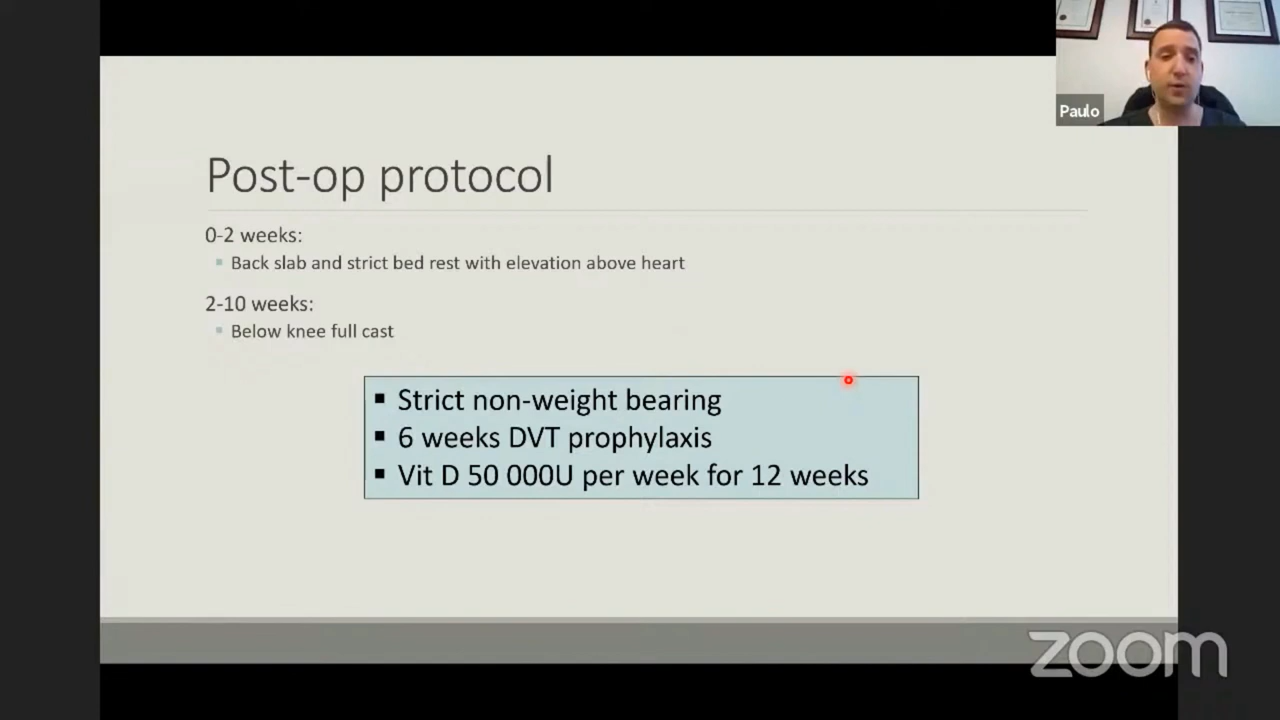 Paulo
Post-op protocol
0-2 weeks:
Back slab and strict bed rest with elevation above heart
2-10 weeks:
Below knee full cast
Strict non-weight bearing
6 weeks DVT prophylaxis
Vit D 50 000U per week for 12 weeks
zoom